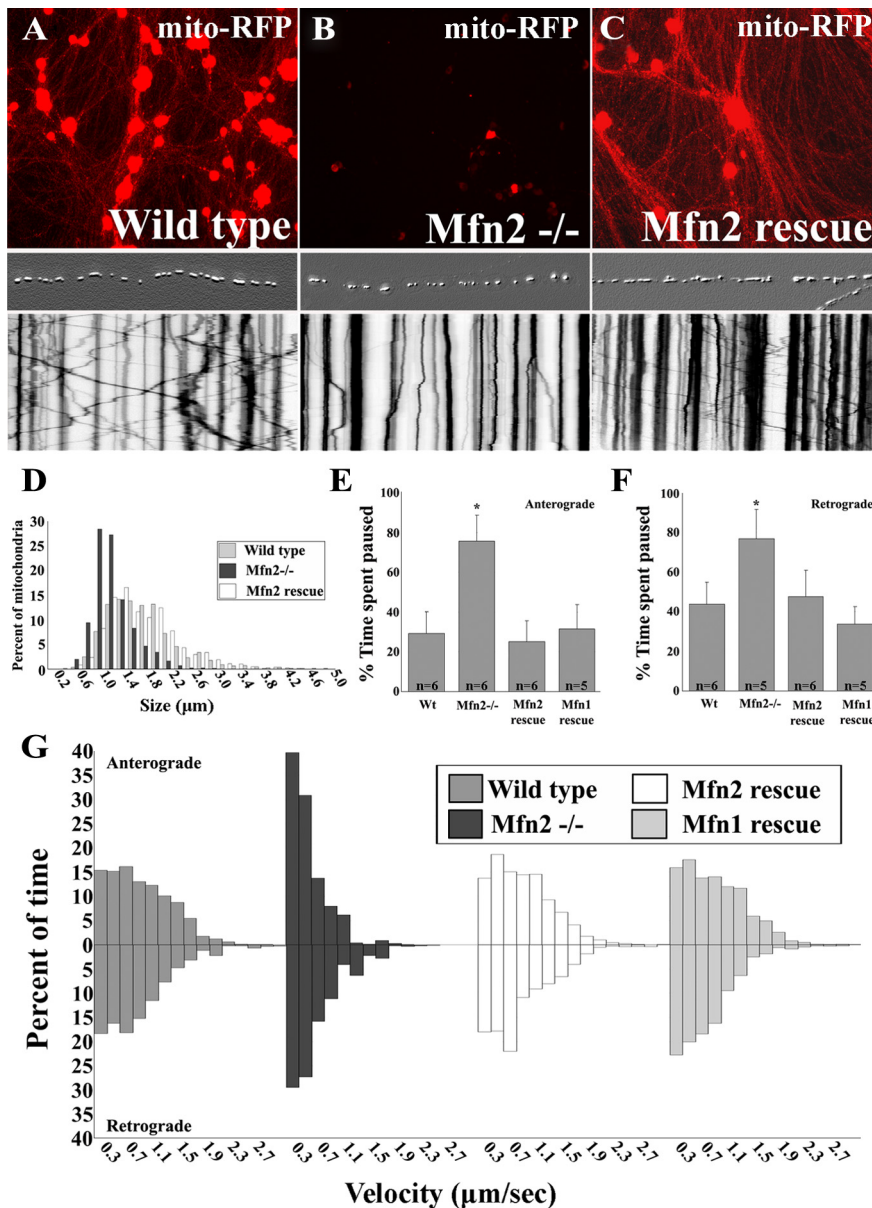 A mito-RFP
Wild type
B mito-RFP
Mfn2 -/-
C mito-RFP
Mfn2 rescue
D
Percent of mitochondria
30
25
20
15
10
5
0
Wild type
Mfn2-/-
Mfn2 rescue
0.2 0.6 1.0 1.4 1.8 2.2 2.6 3.0 3.4 3.8 4.2 4.6 5.0
Size (µm)
E
Anterograde
% Time spent paused
100
80
60
40
20
0
*
n=6 n=6 n=6 n=5
Wt Mfn2-/- Mfn2 rescue Mfn1 rescue
F
Retrograde
% Time spent paused
100
80
60
40
20
0
*
n=6 n=5 n=6 n=5
Wt Mfn2-/- Mfn2 rescue Mfn1 rescue
G
Anterograde
Percent of time
40
35
30
25
20
15
10
5
0
5
10
15
20
25
30
35
40
Retrograde
Wild type
Mfn2 -/-
Mfn2 rescue
Mfn1 rescue
0.3 0.7 1.1 1.5 1.9 2.3 2.7
0.3 0.7 1.1 1.5 1.9 2.3 2.7
0.3 0.7 1.1 1.5 1.9 2.3 2.7
0.3 0.7 1.1 1.5 1.9 2.3 2.7
Velocity (µm/sec)